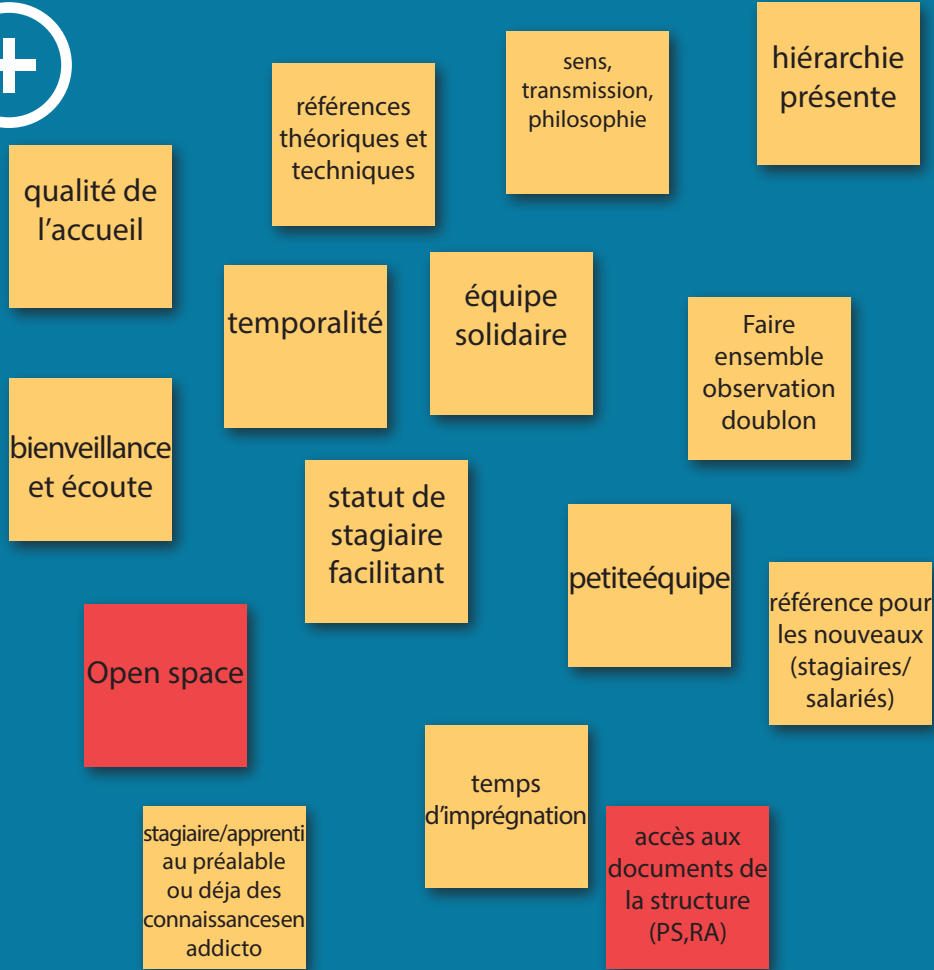 +
sens,
transmission,
philosophie
hiérarchie
présente
références
théoriques et
techniques
qualité de
l'accueil
temporalité
équipe
solidaire
Faire
ensemble
observation
doublon
bienveillance
et écoute
statut de
stagiaire
facilitant
petiteéquipe
référence pour
les nouveaux
(stagiaires/
salariés)
Open space
temps
d'imprégnation
stagiaire/apprenti
au préalable
ou déja des
connaissancesen
addicto
accès aux
documents de
la structure
(PS,RA)